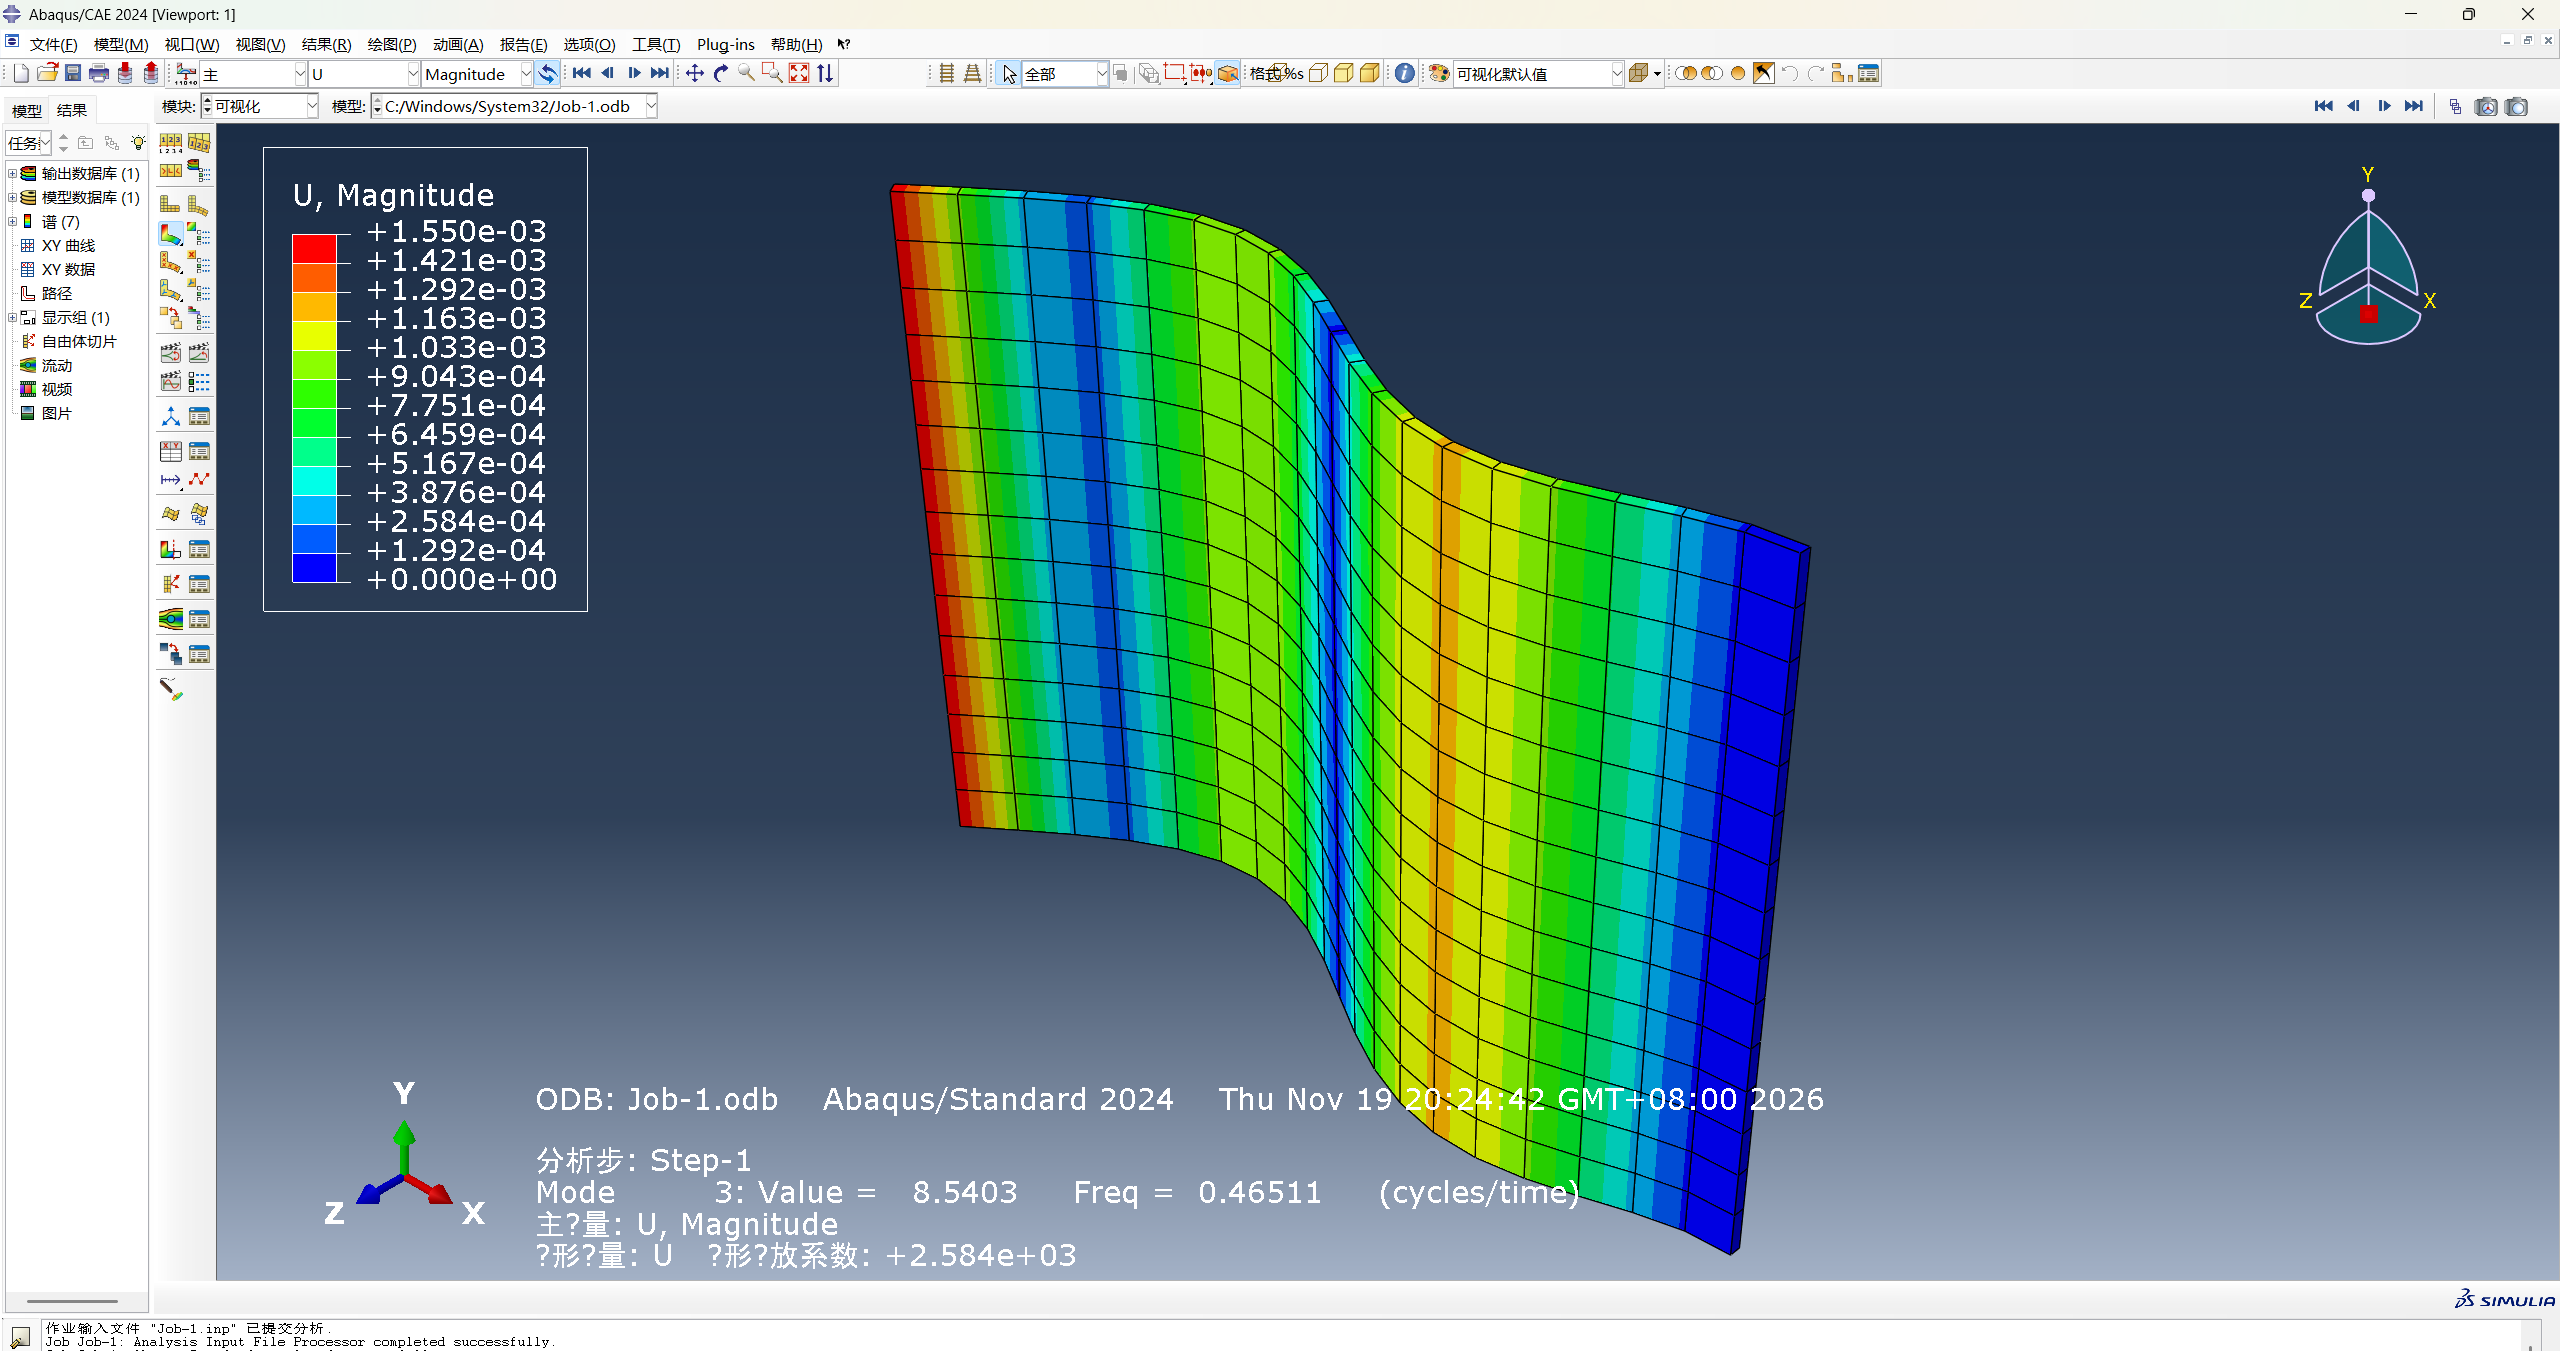 Abaqus/CAE 2024 [Viewport: 1]
文件(F) 模型(M) 视口(W) 视图(V) 结果(R) 绘图(P) 动画(A) 报告(E) 选项(O) 工具(T) Plug-ins 帮助(H)
主 U Magnitude 全部 格式%s 可视化默认值
模型 结果 模块: 可视化 模型: C:/Windows/System32/Job-1.odb
输出数据库 (1)
模型数据库 (1)
谱 (7)
XY 曲线
XY 数据
路径
显示组 (1)
自由体切片
流动
视频
图片
U, Magnitude
+1.550e-03
+1.421e-03
+1.292e-03
+1.163e-03
+1.033e-03
+9.043e-04
+7.751e-04
+6.459e-04
+5.167e-04
+3.876e-04
+2.584e-04
+1.292e-04
+0.000e+00
Y
Z X
Y
Z X
ODB: Job-1.odb Abaqus/Standard 2024 Thu Nov 19 20:24:42 GMT+08:00 2026
分析步: Step-1
Mode 3: Value = 8.5403 Freq = 0.46511 (cycles/time)
主?量: U, Magnitude
?形?量: U ?形?放系数: +2.584e+03
SIMULIA
作业输入文件 "Job-1.inp" 已提交分析.
Job Job-1: Analysis Input File Processor completed successfully.